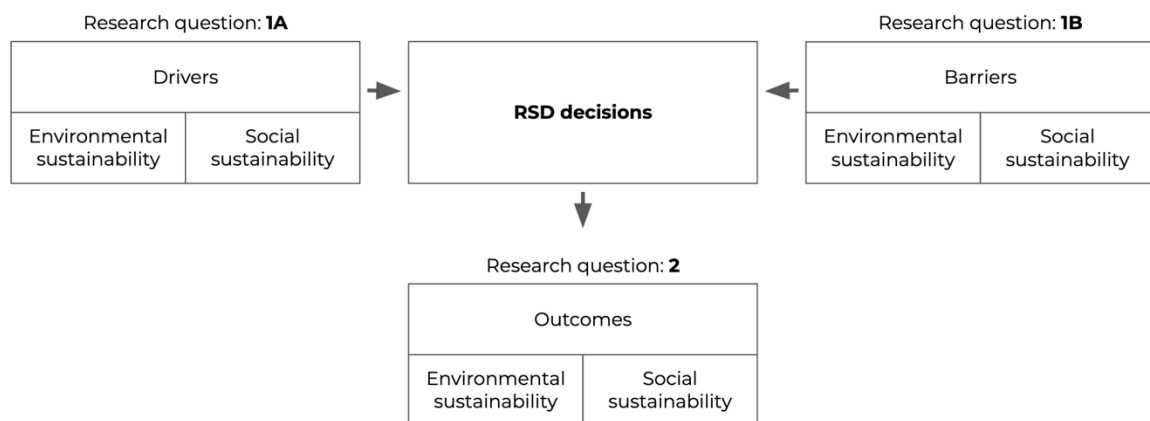 Research question: 1A
Research question: 1B
Drivers
RSD decisions
Barriers
Environmental
sustainability
Social
sustainability
Environmental
sustainability
Social
sustainability
Research question: 2
Outcomes
Environmental
sustainability
Social
sustainability